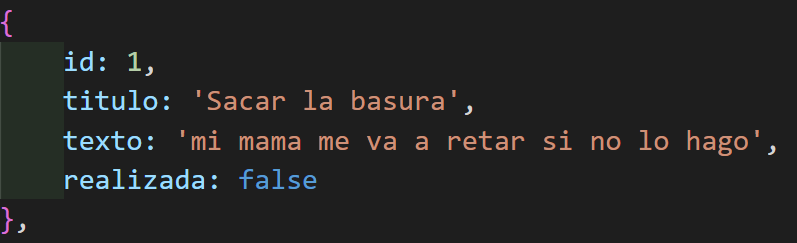 {
id: 1,
titulo: 'Sacar la basura',
texto: 'mi mama me va a retar si no lo hago',
realizada: false
},